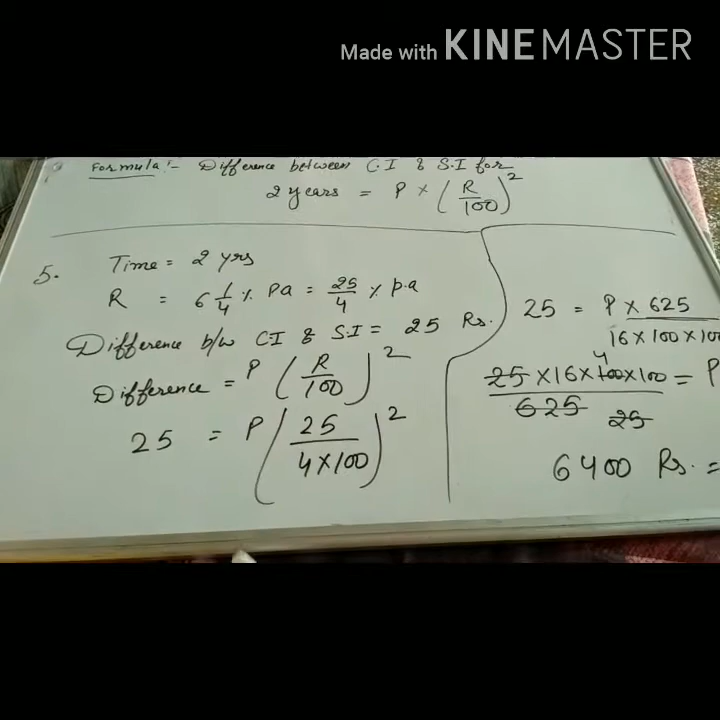 Made with KINEMASTER
Formula:- Difference between C.I & S.I for
2 years = P × (R/100)²
5. Time = 2 yrs
R = 6 1/4 % Pa = 25/4 % p.a
Difference b/w C.I & S.I = 25 Rs.
Difference = P (R/100)²
25 = P (25/4×100)²
25 = P × 625
16 × 100 × 100
4
25 × 16 × 100 × 100 = P
625 25
6400 Rs. =